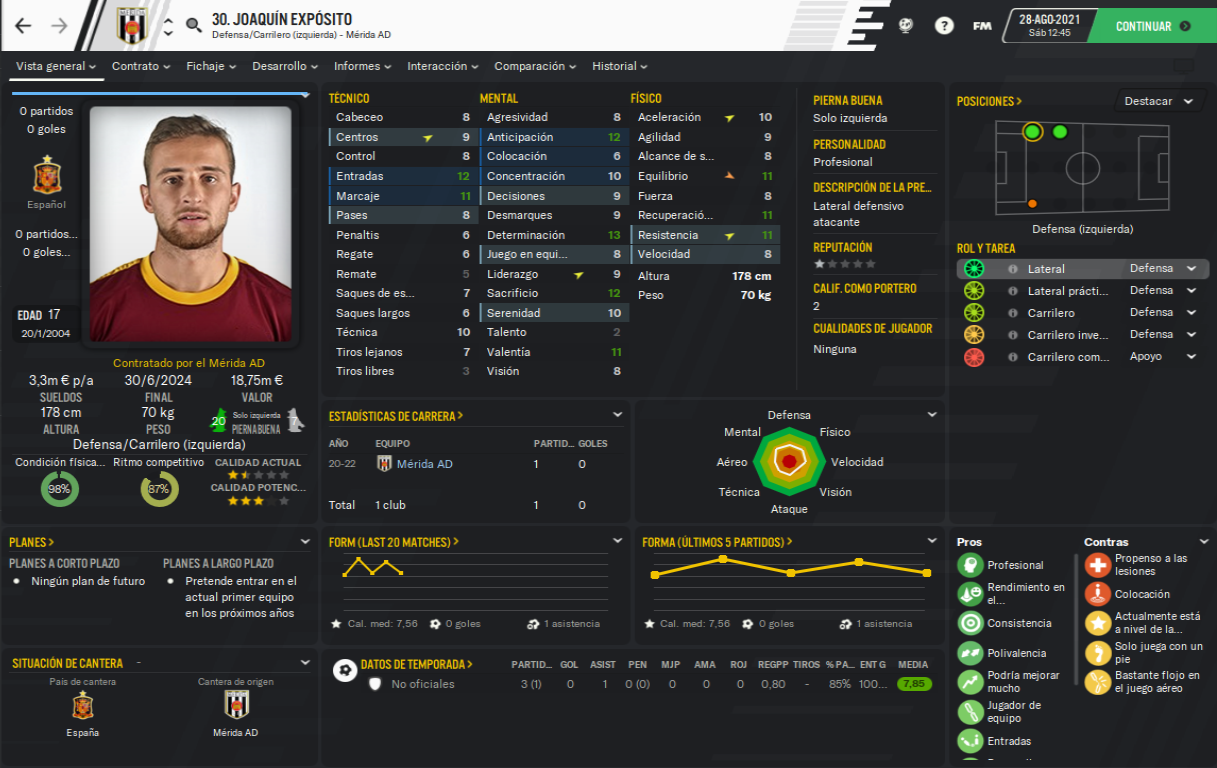 30. JOAQUÍN EXPÓSITO
Defensa/Carrilero (izquierda) - Mérida AD
FM
28-AGO-2021
Sáb 12:45
CONTINUAR
Vista general
Contrato
Fichaje
Desarrollo
Informes
Interacción
Comparación
Historial
0 partidos
0 goles
Español
0 partidos...
0 goles...
EDAD 17
20/1/2004
Contratado por el Mérida AD
3,3m € p/a
SUELDOS
30/6/2024
FINAL
18,75m €
VALOR
178 cm
ALTURA
70 kg
PESO
20
Solo izquierda
PIERNA BUENA
7
Defensa/Carrilero (izquierda)
Condición física...
98%
Ritmo competitivo
87%
CALIDAD ACTUAL
CALIDAD POTENC...
TÉCNICO
Cabeceo 8
Centros 9
Control 8
Entradas 12
Marcaje 11
Pases 8
Penaltis 6
Regate 6
Remate 5
Saques de es... 7
Saques largos 6
Técnica 10
Tiros lejanos 7
Tiros libres 3
MENTAL
Agresividad 8
Anticipación 12
Colocación 6
Concentración 10
Decisiones 9
Desmarques 9
Determinación 13
Juego en equi... 8
Liderazgo 9
Sacrificio 12
Serenidad 10
Talento 2
Valentía 11
Visión 8
FÍSICO
Aceleración 10
Agilidad 9
Alcance de s... 8
Equilibrio 11
Fuerza 8
Recuperació... 11
Resistencia 11
Velocidad 8
Altura 178 cm
Peso 70 kg
PIERNA BUENA
Solo izquierda
PERSONALIDAD
Profesional
DESCRIPCIÓN DE LA PRE...
Lateral defensivo
atacante
REPUTACIÓN
CALIF. COMO PORTERO
2
CUALIDADES DE JUGADOR
Ninguna
POSICIONES >
Destacar
Defensa (izquierda)
ROL Y TAREA
Lateral Defensa
Lateral prácti... Defensa
Carrilero Defensa
Carrilero inve... Defensa
Carrilero com... Apoyo
ESTADÍSTICAS DE CARRERA >
AÑO EQUIPO PARTID... GOLES
20-22 Mérida AD 1 0
Total 1 club 1 0
Defensa
Mental Físico
Aéreo Velocidad
Técnica Visión
Ataque
PLANES >
PLANES A CORTO PLAZO
Ningún plan de futuro
PLANES A LARGO PLAZO
Pretende entrar en el
actual primer equipo
en los próximos años
FORM (LAST 20 MATCHES) >
Cal. med: 7,56 0 goles 1 asistencia
FORMA (ÚLTIMOS 5 PARTIDOS) >
Cal. med: 7,56 0 goles 1 asistencia
Pros
Profesional
Rendimiento en
el...
Consistencia
Polivalencia
Podría mejorar
mucho
Jugador de
equipo
Entradas
Contras
Propenso a las
lesiones
Colocación
Actualmente está
a nivel de la...
Solo juega con un
pie
Bastante flojo en
el juego aéreo
SITUACIÓN DE CANTERA -
País de cantera
España
Cantera de origen
Mérida AD
DATOS DE TEMPORADA >
PARTID... GOL ASIST PEN MJP AMA ROJ REGPP TIROS % PA... ENT G MEDIA
No oficiales 3 (1) 0 1 0 (0) 0 0 0 0,80 - 85% 100... 7,85